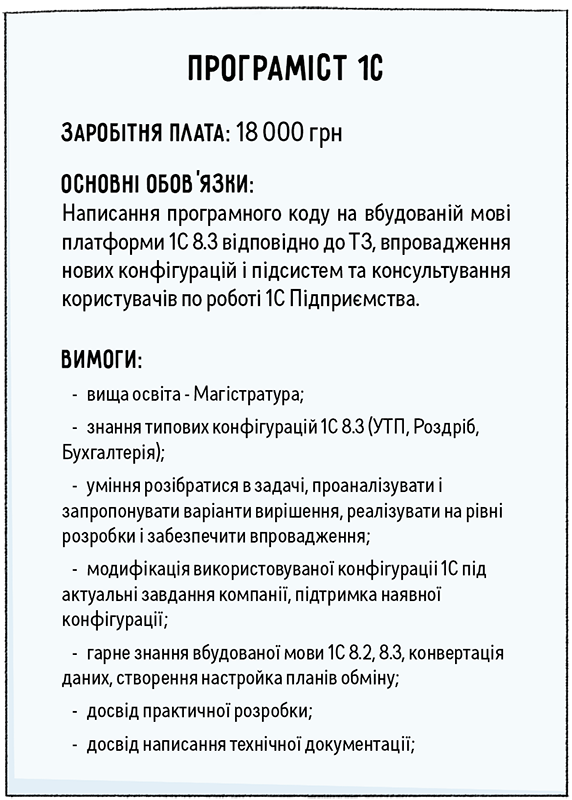 ПРОГРАМІСТ 1С
ЗАРОБІТНЯ ПЛАТА: 18 000 грн
ОСНОВНІ ОБОВ'ЯЗКИ:
Написання програмного коду на вбудованій мові
платформи 1С 8.3 відповідно до ТЗ, впровадження
нових конфігурацій і підсистем та консультування
користувачів по роботі 1С Підприємства.
ВИМОГИ:
- вища освіта - Магістратура;
- знання типових конфігурацій 1С 8.3 (УТП, Роздріб,
Бухгалтерія);
- уміння розібратися в задачі, проаналізувати і
запропонувати варіанти вирішення, реалізувати на рівні
розробки і забезпечити впровадження;
- модифікація використовуваної конфігурації 1С під
актуальні завдання компанії, підтримка наявної
конфігурації;
- гарне знання вбудованої мови 1С 8.2, 8.3, конвертація
даних, створення настройка планів обміну;
- досвід практичної розробки;
- досвід написання технічної документації;